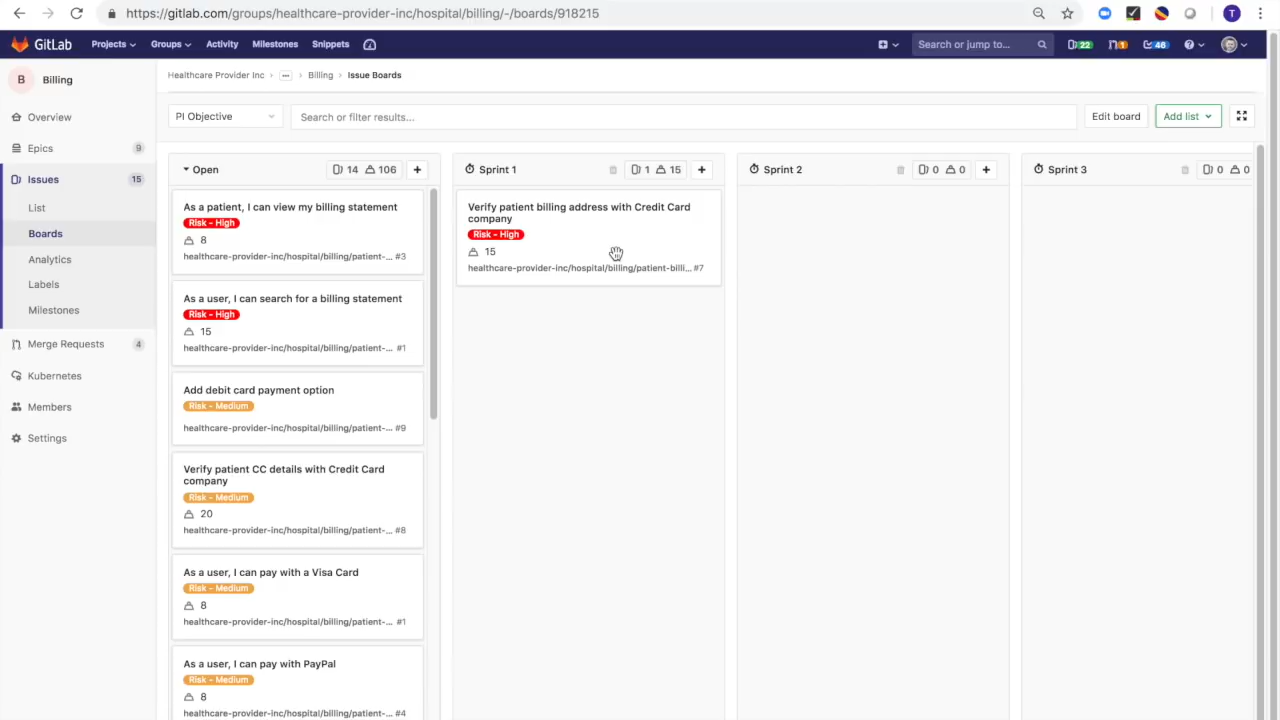 https://gitlab.com/groups/healthcare-provider-inc/hospital/billing/-/boards/918215
T
GitLab
Projects
Groups
Activity
Milestones
Snippets
Search or jump to...
22
1
46
B
Billing
Healthcare Provider Inc
Billing
Issue Boards
Overview
Epics
9
Issues
15
List
Boards
Analytics
Labels
Milestones
Merge Requests
4
Kubernetes
Members
Settings
PI Objective
Search or filter results...
Edit board
Add list
Open
14
106
As a patient, I can view my billing statement
Risk - High
8
healthcare-provider-inc/hospital/billing/patient-... #3
As a user, I can search for a billing statement
Risk - High
15
healthcare-provider-inc/hospital/billing/patient-... #1
Add debit card payment option
Risk - Medium
healthcare-provider-inc/hospital/billing/patient-... #9
Verify patient CC details with Credit Card
company
Risk - Medium
20
healthcare-provider-inc/hospital/billing/patient-... #8
As a user, I can pay with a Visa Card
Risk - Medium
8
healthcare-provider-inc/hospital/billing/patient-... #1
As a user, I can pay with PayPal
Risk - Medium
8
healthcare-provider-inc/hospital/billing/patient-... #4
Sprint 1
1
15
Verify patient billing address with Credit Card
company
Risk - High
15
healthcare-provider-inc/hospital/billing/patient-billi... #7
Sprint 2
0
0
Sprint 3
0
0